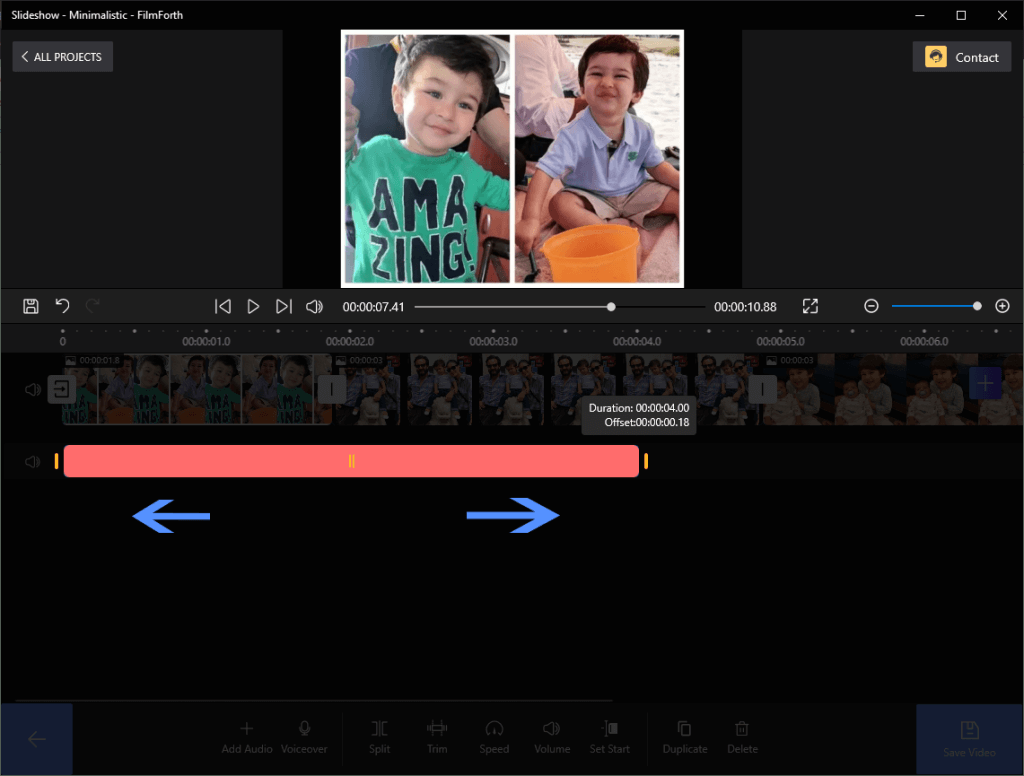 Slideshow - Minimalistic - FilmForth
ALL PROJECTS
Contact
AMA
ZING!
00:00:07.41
00:00:10.88
0
00:00:01.0
00:00:02.0
00:00:03.0
00:00:04.0
00:00:05.0
00:00:06.0
00:00:01.8
00:00:02
00:00:03
Duration: 00:00:04.00
Offset:00:00:00.18
Add Audio
Voiceover
Split
Trim
Speed
Volume
Set Start
Duplicate
Delete
Save Video